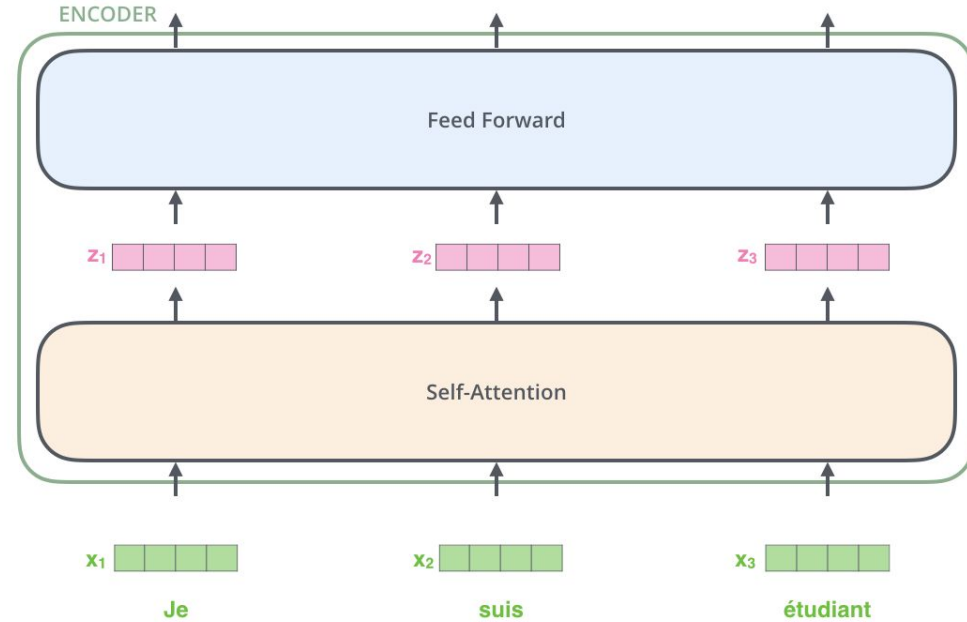 ENCODER
Feed Forward
z₁ z₂ z₃
Self-Attention
x₁ x₂ x₃
Je suis étudiant